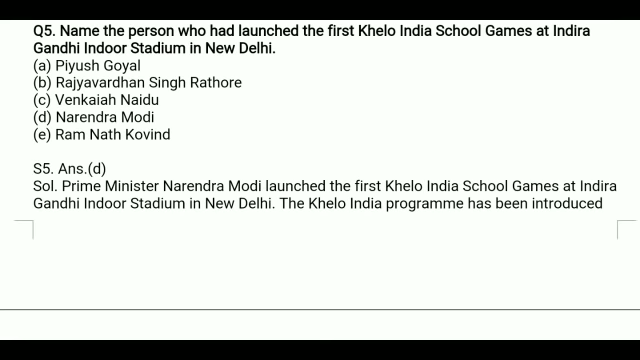 Q5. Name the person who had launched the first Khelo India School Games at Indira
Gandhi Indoor Stadium in New Delhi.
(a) Piyush Goyal
(b) Rajyavardhan Singh Rathore
(c) Venkaiah Naidu
(d) Narendra Modi
(e) Ram Nath Kovind
S5. Ans.(d)
Sol. Prime Minister Narendra Modi launched the first Khelo India School Games at Indira
Gandhi Indoor Stadium in New Delhi. The Khelo India programme has been introduced